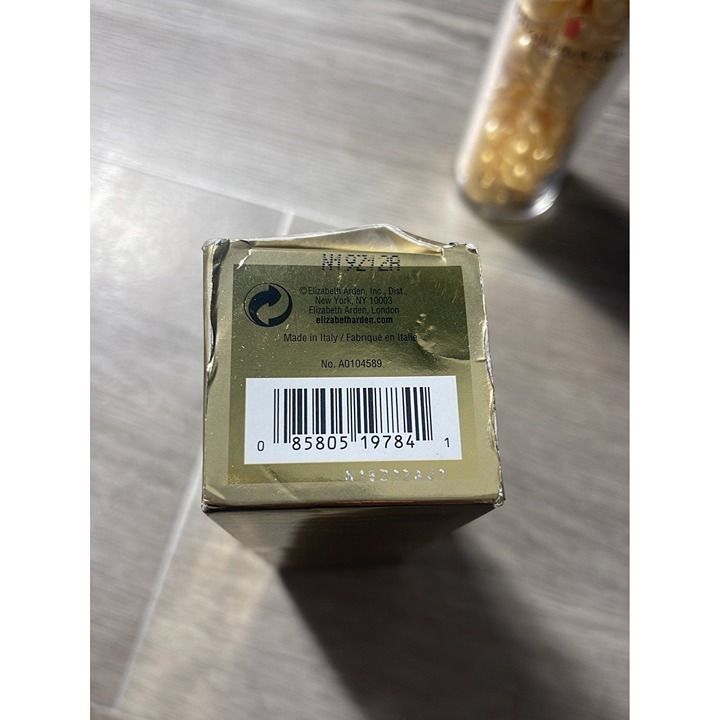 N19Z12A
©Elizabeth Arden, Inc., Dist.,
New York, NY 10003
Elizabeth Arden, London
elizabetharden.com
Made in Italy / Fabriqué en Italie
No. A0104589
0 85805 19784 1